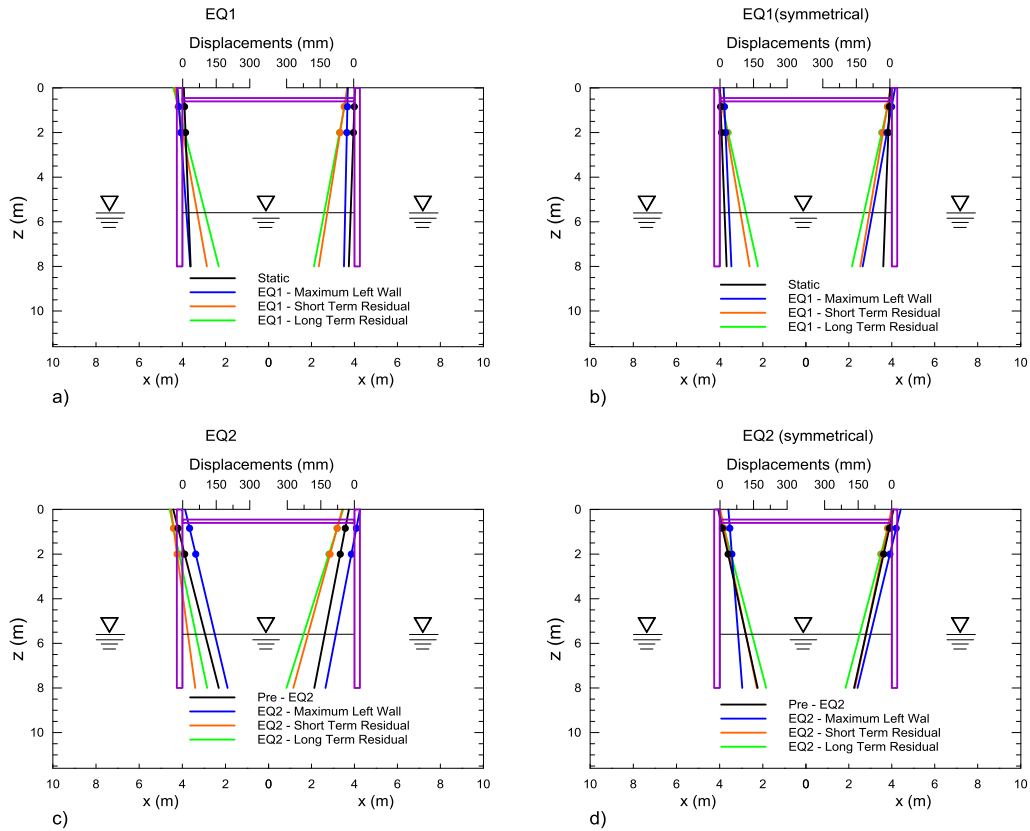 EQ1
Displacements (mm)
0 150 300 300 150 0
0
2
4
6
8
10
z (m)
Static
EQ1 - Maximum Left Wall
EQ1 - Short Term Residual
EQ1 - Long Term Residual
10 8 6 4 2 0 0 2 4 6 8 10
x (m) x (m)
a)
EQ1(symmetrical)
Displacements (mm)
0 150 300 300 150 0
0
2
4
6
8
10
z (m)
Static
EQ1 - Maximum Left Wall
EQ1 - Short Term Residual
EQ1 - Long Term Residual
10 8 6 4 2 0 0 2 4 6 8 10
x (m) x (m)
b)
EQ2
Displacements (mm)
0 150 300 300 150 0
0
2
4
6
8
10
z (m)
Pre - EQ2
EQ2 - Maximum Left Wall
EQ2 - Short Term Residual
EQ2 - Long Term Residual
10 8 6 4 2 0 0 2 4 6 8 10
x (m) x (m)
c)
EQ2 (symmetrical)
Displacements (mm)
0 150 300 300 150 0
0
2
4
6
8
10
z (m)
Pre - EQ2
EQ2 - Maximum Left Wal
EQ2 - Short Term Residual
EQ2 - Long Term Residual
10 8 6 4 2 0 0 2 4 6 8 10
x (m) x (m)
d)